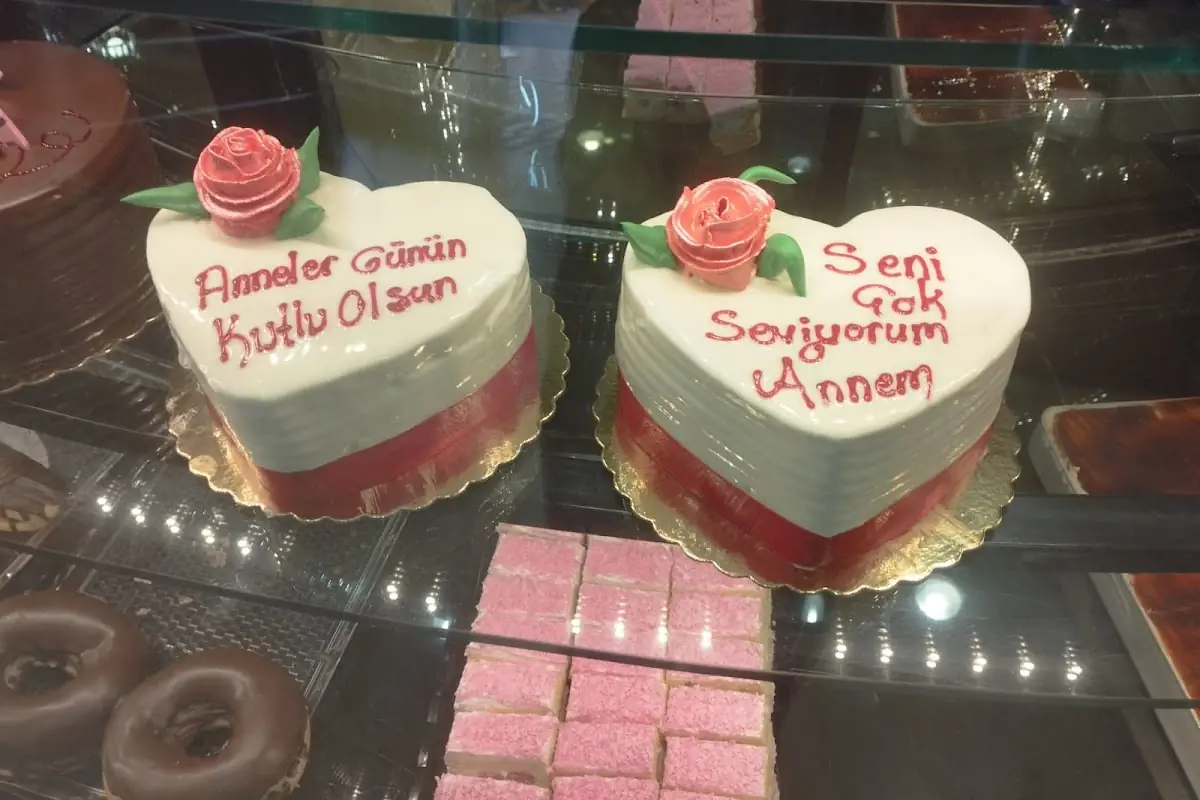 Anneler Günün
Kutlu Olsun
Seni
Çok
Seviyorum
Annem